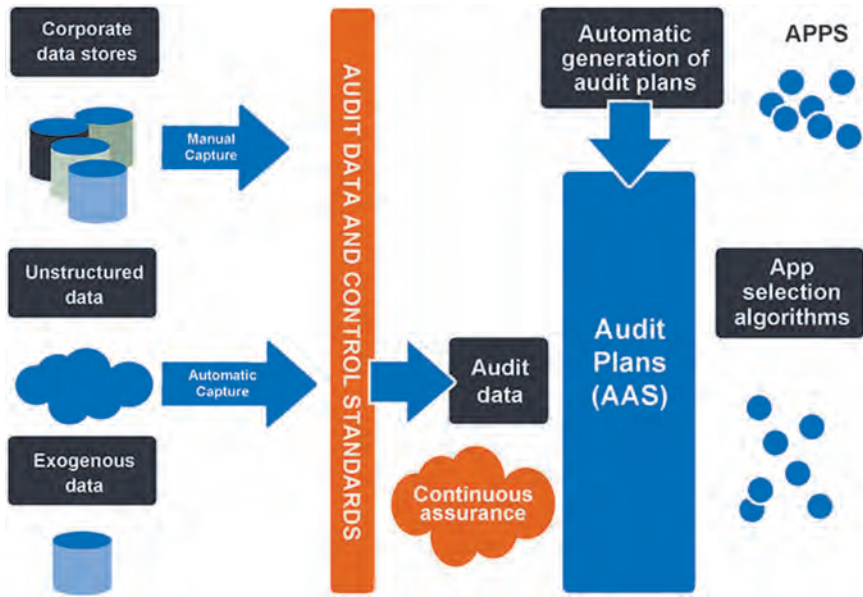 Corporate
data stores
Manual
Capture
Unstructured
data
Automatic
Capture
Exogenous
data
AUDIT DATA AND CONTROL STANDARDS
Audit
data
Continuous
assurance
Automatic
generation of
audit plans
Audit
Plans
(AAS)
APPS
App
selection
algorithms